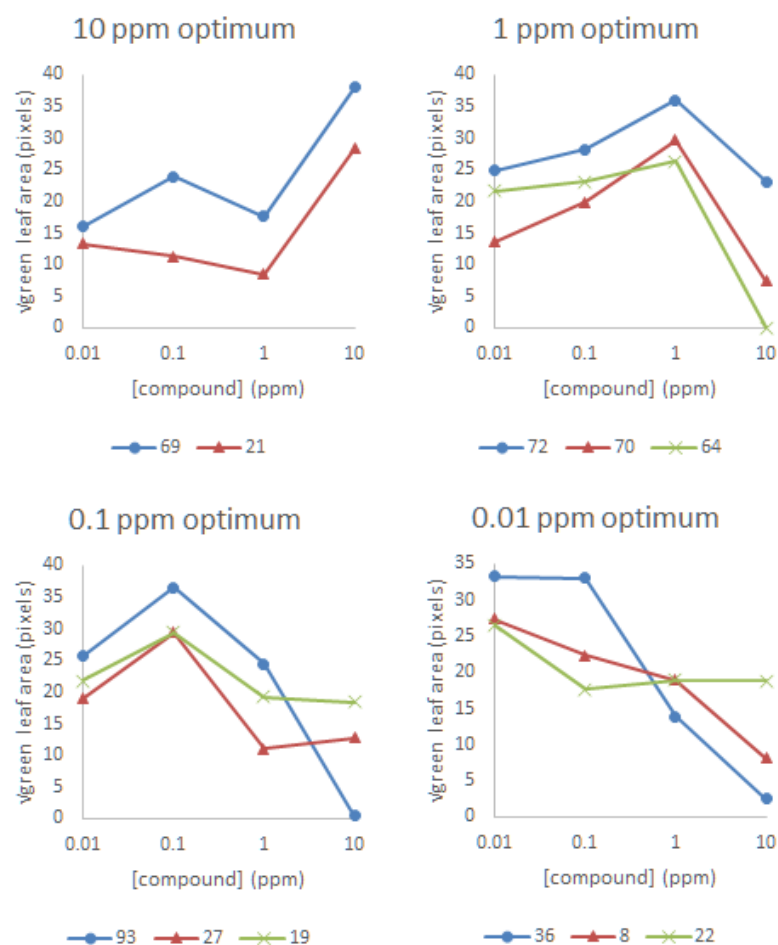 10 ppm optimum
√green leaf area (pixels)
40
35
30
25
20
15
10
5
0
0.01 0.1 1 10
[compound] (ppm)
69 21
1 ppm optimum
√green leaf area (pixels)
40
35
30
25
20
15
10
5
0
0.01 0.1 1 10
[compound] (ppm)
72 70 64
0.1 ppm optimum
√green leaf area (pixels)
40
35
30
25
20
15
10
5
0
0.01 0.1 1 10
[compound] (ppm)
93 27 19
0.01 ppm optimum
√green leaf area (pixels)
35
30
25
20
15
10
5
0
0.01 0.1 1 10
[compound] (ppm)
36 8 22